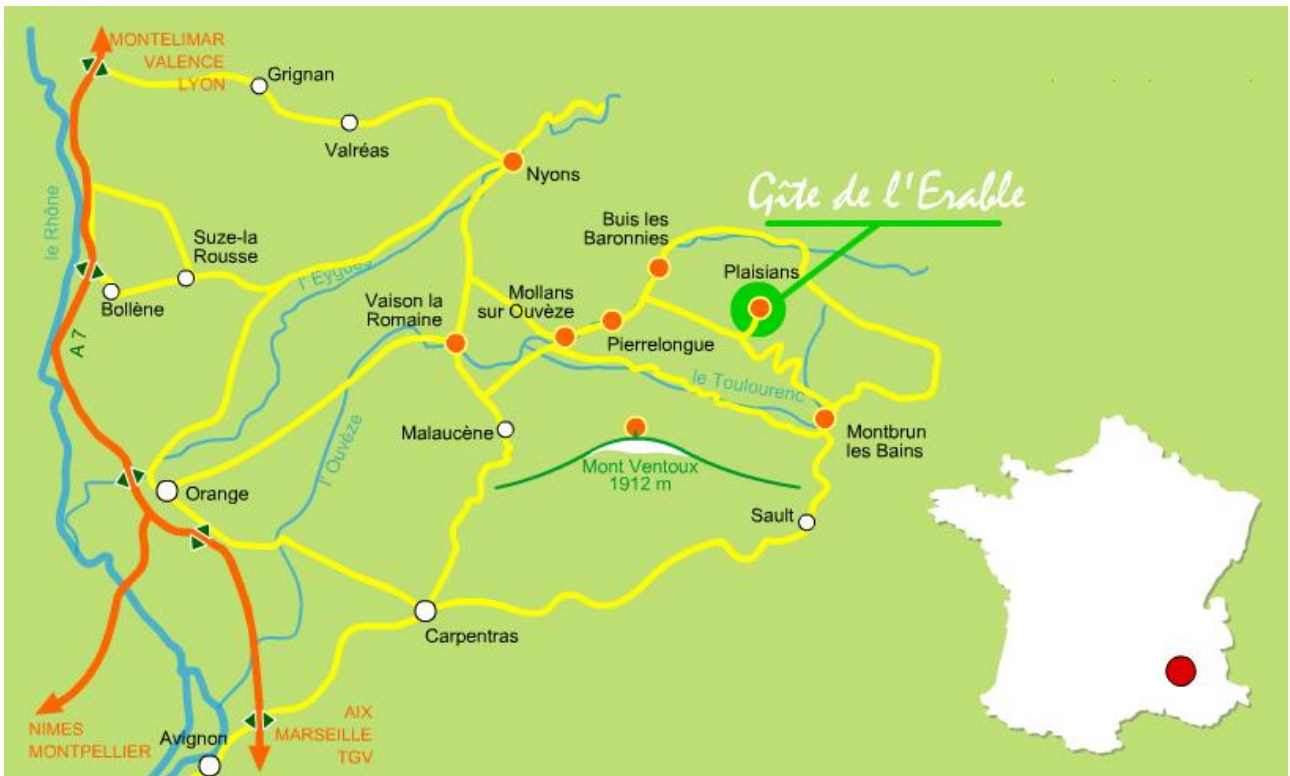 MONTELIMAR
VALENCE
LYON
Grignan
Valréas
Nyons
Gîte de l'Erable
le Rhône
Suze-la
Rousse
Buis les
Baronnies
Plaisians
l' Eygues
Bollène
Vaison la
Romaine
Mollans
sur Ouvèze
Pierrelongue
A 7
le Toulourenc
Malaucène
Montbrun
les Bains
l'Ouvèze
Mont Ventoux
1912 m
Orange
Sault
Carpentras
NIMES
MONTPELLIER
Avignon
AIX
MARSEILLE
TGV